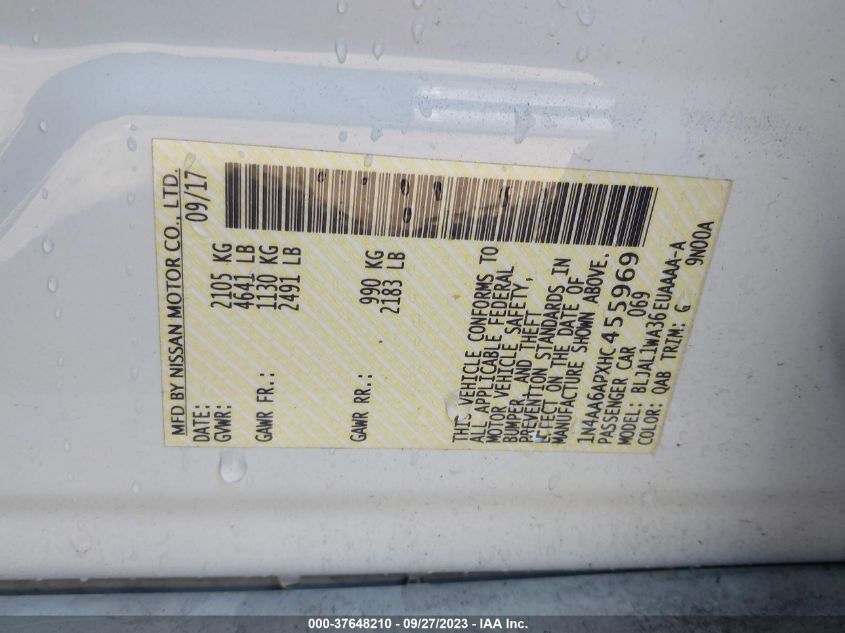 MFD BY NISSAN MOTOR CO., LTD.
DATE: 09/17
GVWR: 2105 KG
4641 LB
GAWR FR.: 1130 KG
2491 LB
GAWR RR.: 990 KG
2183 LB
THIS VEHICLE CONFORMS TO
ALL APPLICABLE FEDERAL
MOTOR VEHICLE SAFETY,
BUMPER, AND THEFT
PREVENTION STANDARDS IN
EFFECT ON THE DATE OF
MANUFACTURE SHOWN ABOVE.
1N4AA6APXHC455969
PASSENGER CAR 069
MODEL: BLJAL1WA36EUAAAA-A
COLOR: QAB TRIM: G 9N00A
000-37648210 - 09/27/2023 - IAA Inc.